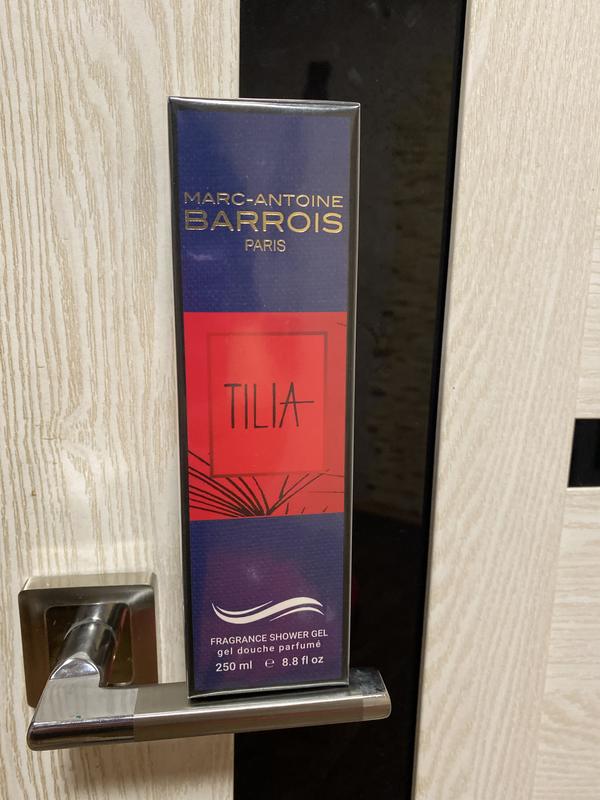 MARC-ANTOINE
BARROIS
PARIS
TILIA
FRAGRANCE SHOWER GEL
gel douche parfumé
250 ml ℮ 8.8 fl oz